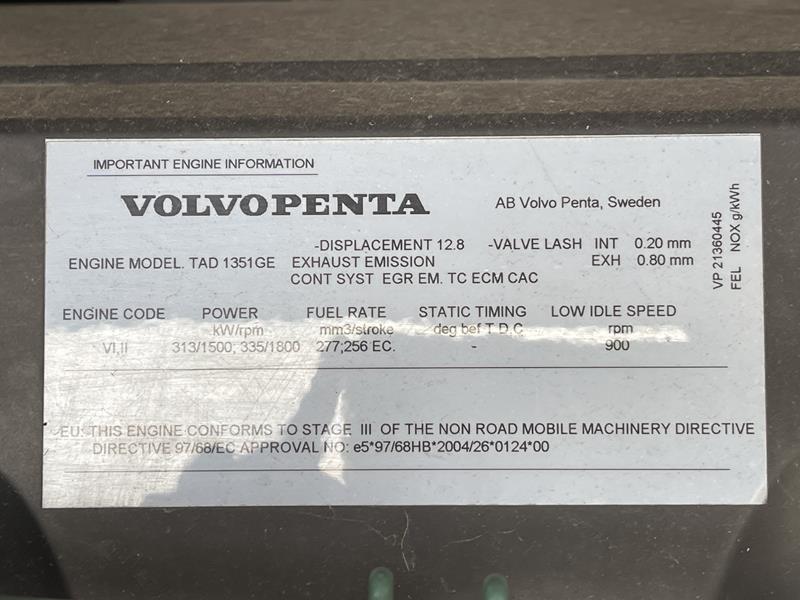 IMPORTANT ENGINE INFORMATION
VOLVO PENTA AB Volvo Penta, Sweden
-DISPLACEMENT 12.8 -VALVE LASH INT 0.20 mm
ENGINE MODEL. TAD 1351GE EXHAUST EMISSION EXH 0.80 mm
CONT SYST EGR EM. TC ECM CAC
VP 21360445
FEL NOX g/kWh
ENGINE CODE POWER FUEL RATE STATIC TIMING LOW IDLE SPEED
kW/rpm mm3/stroke deg bef T.D,C rpm
VI,II 313/1500; 335/1800 277;256 EC. - 900
EU: THIS ENGINE CONFORMS TO STAGE III OF THE NON ROAD MOBILE MACHINERY DIRECTIVE
DIRECTIVE 97/68/EC APPROVAL NO: e5*97/68HB*2004/26*0124*00